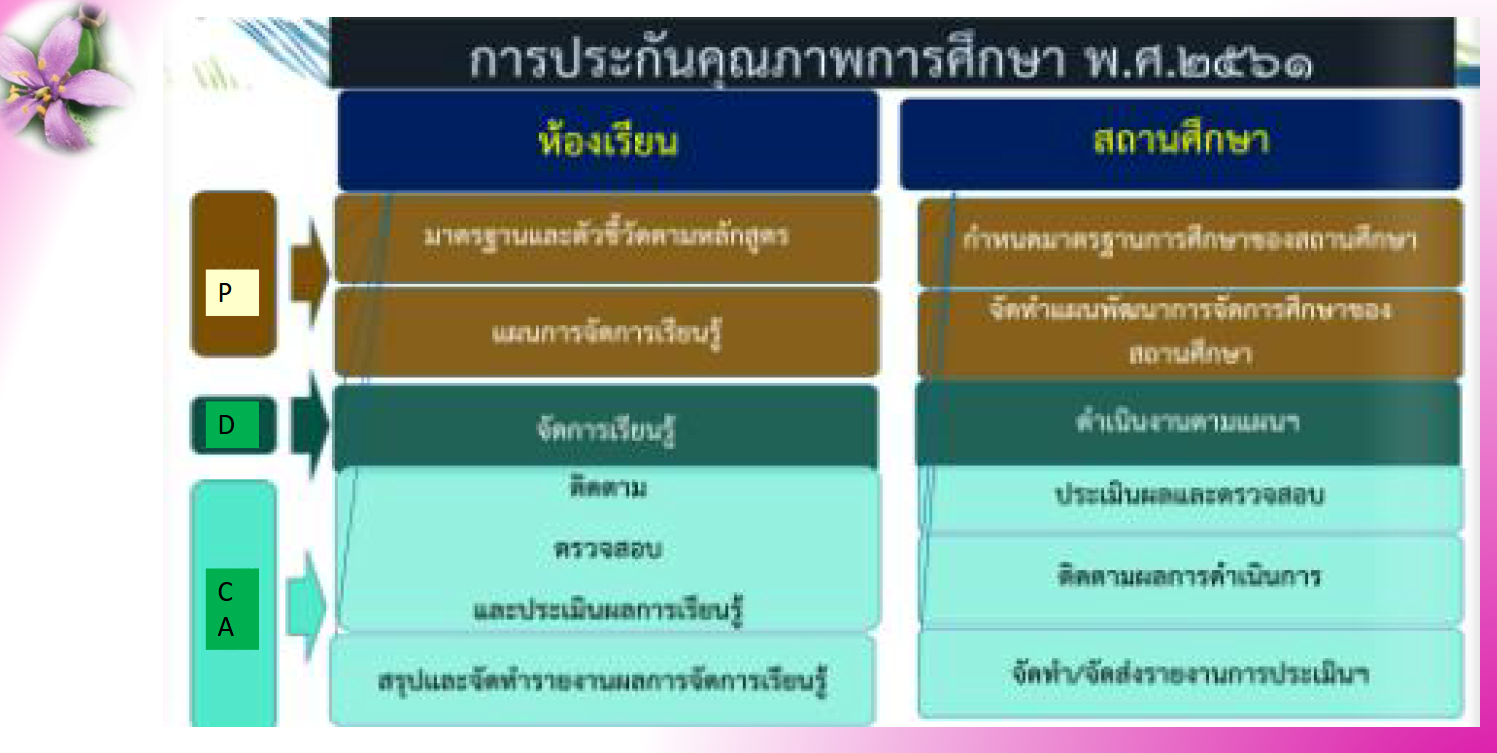 การประกันคุณภาพการศึกษา พ.ศ.๒๕๖๑
ห้องเรียน
สถานศึกษา
P
มาตรฐานและตัวชี้วัดตามหลักสูตร
กำหนดมาตรฐานการศึกษาของสถานศึกษา
แผนการจัดการเรียนรู้
จัดทำแผนพัฒนาการจัดการศึกษาของ
สถานศึกษา
D
จัดการเรียนรู้
ดำเนินงานตามแผนฯ
C
A
ติดตาม
ตรวจสอบ
และประเมินผลการเรียนรู้
ประเมินผลและตรวจสอบ
ติดตามผลการดำเนินการ
สรุปและจัดทำรายงานผลการจัดการเรียนรู้
จัดทำ/จัดส่งรายงานการประเมินฯ